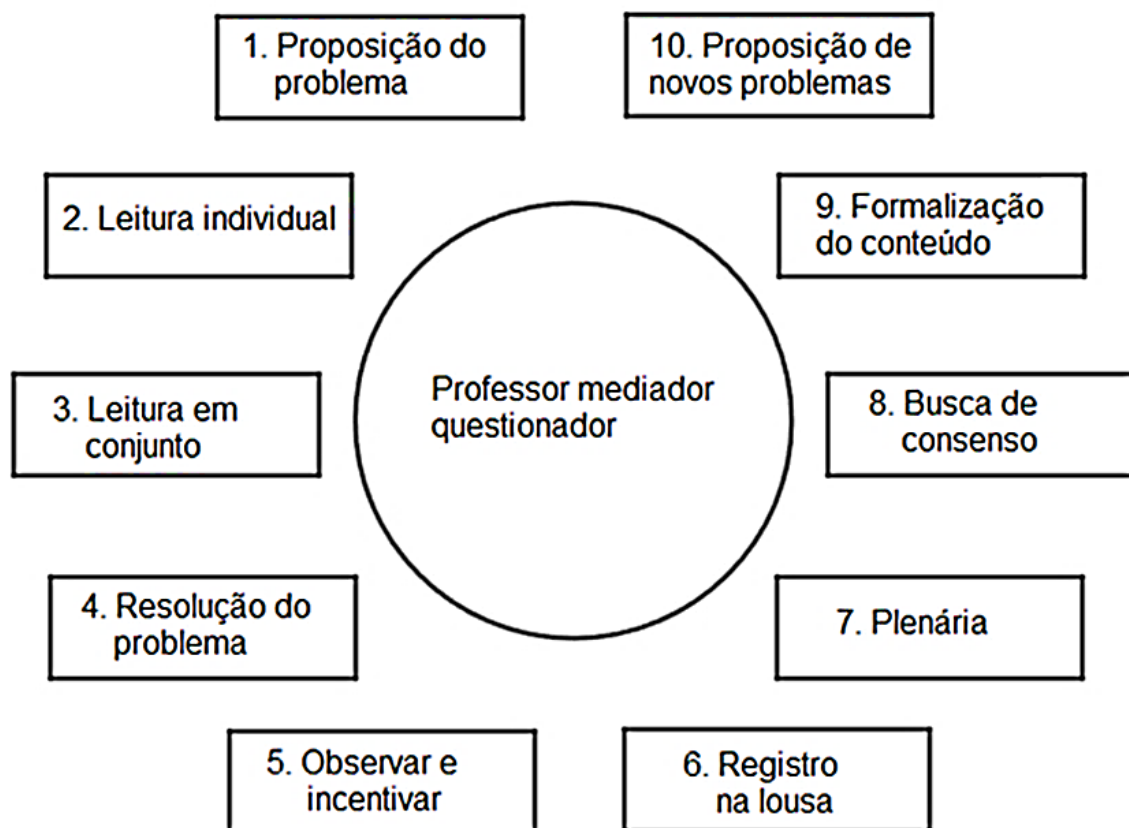 1. Proposição do
problema
2. Leitura individual
3. Leitura em
conjunto
4. Resolução do
problema
5. Observar e
incentivar
6. Registro
na lousa
7. Plenária
8. Busca de
consenso
9. Formalização
do conteúdo
10. Proposição de
novos problemas
Professor mediador
questionador